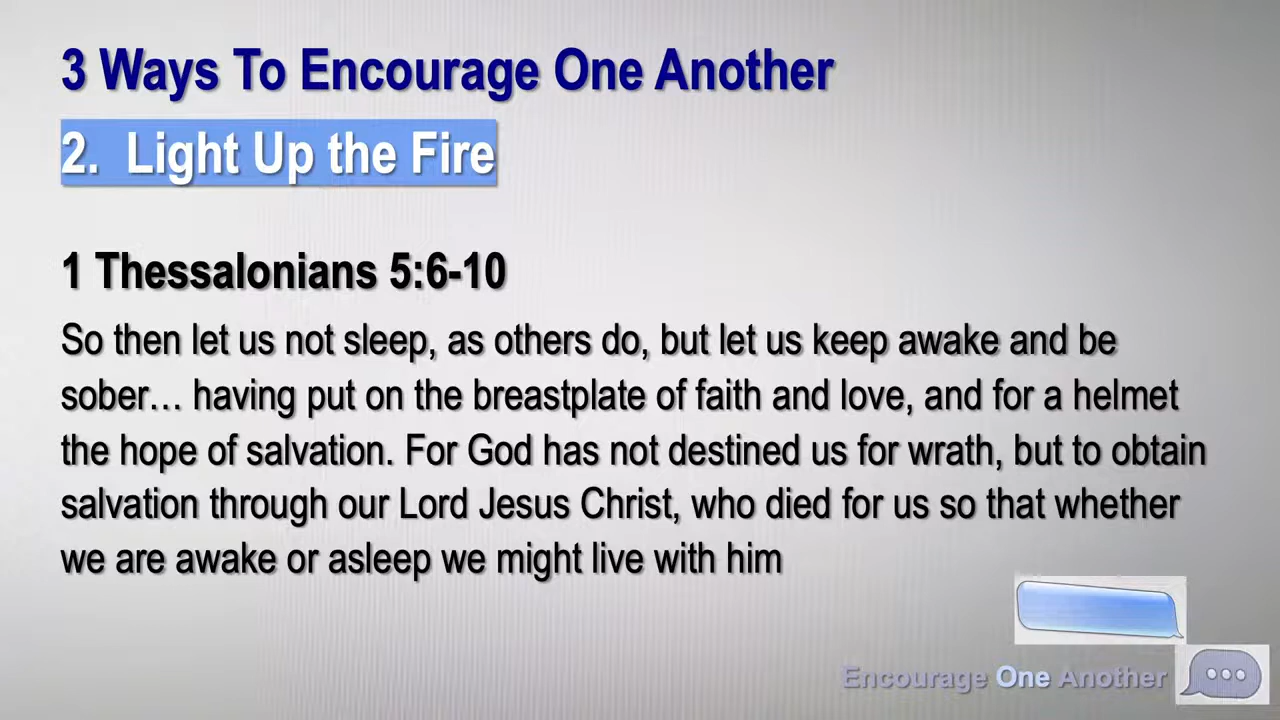 3 Ways To Encourage One Another
2. Light Up the Fire
1 Thessalonians 5:6-10
So then let us not sleep, as others do, but let us keep awake and be
sober… having put on the breastplate of faith and love, and for a helmet
the hope of salvation. For God has not destined us for wrath, but to obtain
salvation through our Lord Jesus Christ, who died for us so that whether
we are awake or asleep we might live with him
Encourage One Another